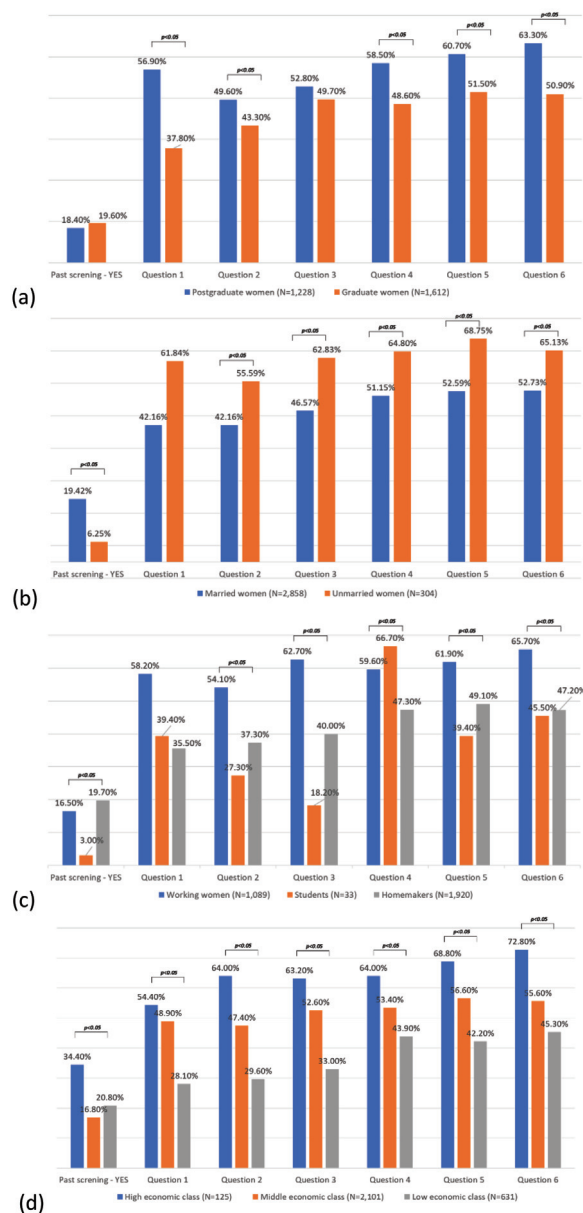 p<0.05 p<0.05 p<0.05 p<0.05 p<0.05
18.40% 19.60% 56.90% 37.80% 49.60% 43.30% 52.80% 49.70% 58.50% 48.60% 60.70% 51.50% 63.30% 50.90%
Past screning - YES Question 1 Question 2 Question 3 Question 4 Question 5 Question 6
(a)
Postgraduate women (N=1,228) Graduate women (N=1,612)
p<0.05 p<0.05 p<0.05 p<0.05 p<0.05 p<0.05
19.42% 6.25% 42.16% 61.84% 42.16% 55.59% 46.57% 62.83% 51.15% 64.80% 52.59% 68.75% 52.73% 65.13%
Past screning - YES Question 1 Question 2 Question 3 Question 4 Question 5 Question 6
(b)
Married women (N=2,858) Unmarried women (N=304)
p<0.05 p<0.05 p<0.05 p<0.05 p<0.05 p<0.05
16.50% 3.00% 19.70% 58.20% 39.40% 35.50% 54.10% 27.30% 37.30% 62.70% 18.20% 40.00% 59.60% 66.70% 47.30% 61.90% 39.40% 49.10% 65.70% 45.50% 47.20%
Past screning - YES Question 1 Question 2 Question 3 Question 4 Question 5 Question 6
(c)
Working women (N=1,089) Students (N=33) Homemakers (N=1,920)
p<0.05 p<0.05 p<0.05 p<0.05 p<0.05 p<0.05 p<0.05
34.40% 16.80% 20.80% 54.40% 48.90% 28.10% 64.00% 47.40% 29.60% 63.20% 52.60% 33.00% 64.00% 53.40% 43.90% 68.80% 56.60% 42.20% 72.80% 55.60% 45.30%
Past screning - YES Question 1 Question 2 Question 3 Question 4 Question 5 Question 6
(d)
High economic class (N=125) Middle economic class (N=2,101) Low economic class (N=631)